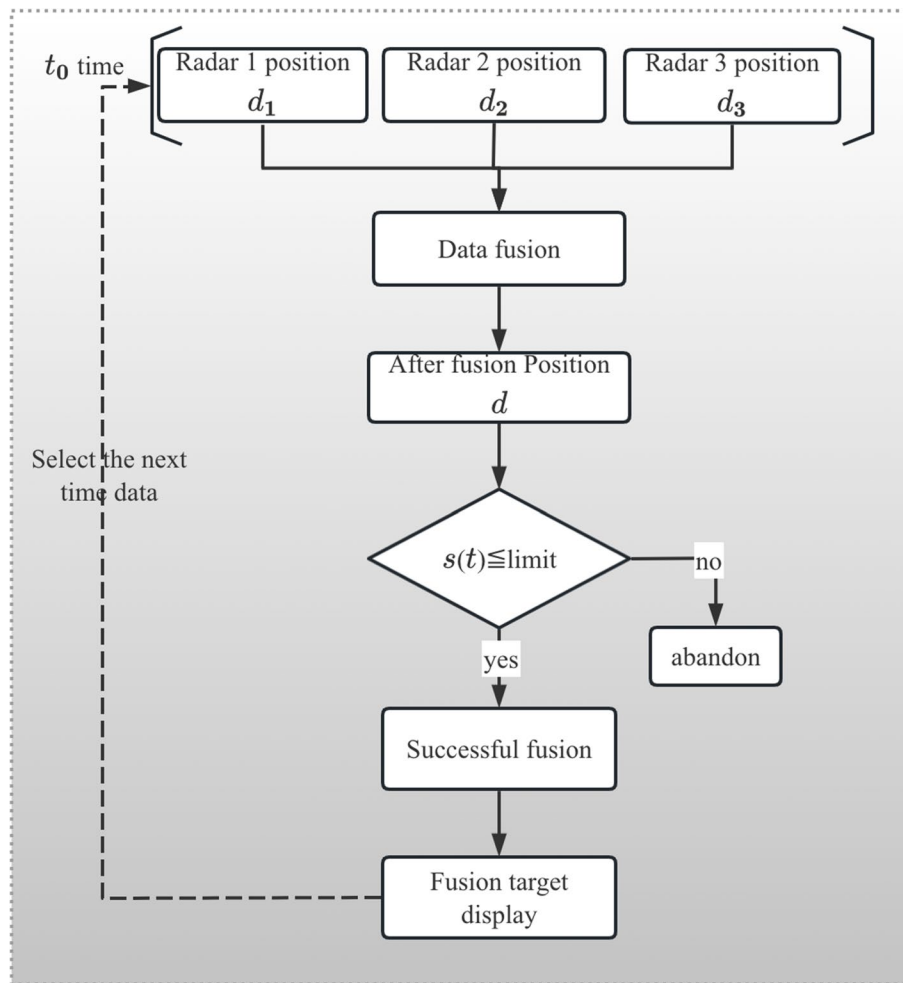 t₀ time
Radar 1 position
d₁
Radar 2 position
d₂
Radar 3 position
d₃
Data fusion
After fusion Position
d
Select the next
time data
s(t)≦limit
no
abandon
yes
Successful fusion
Fusion target
display